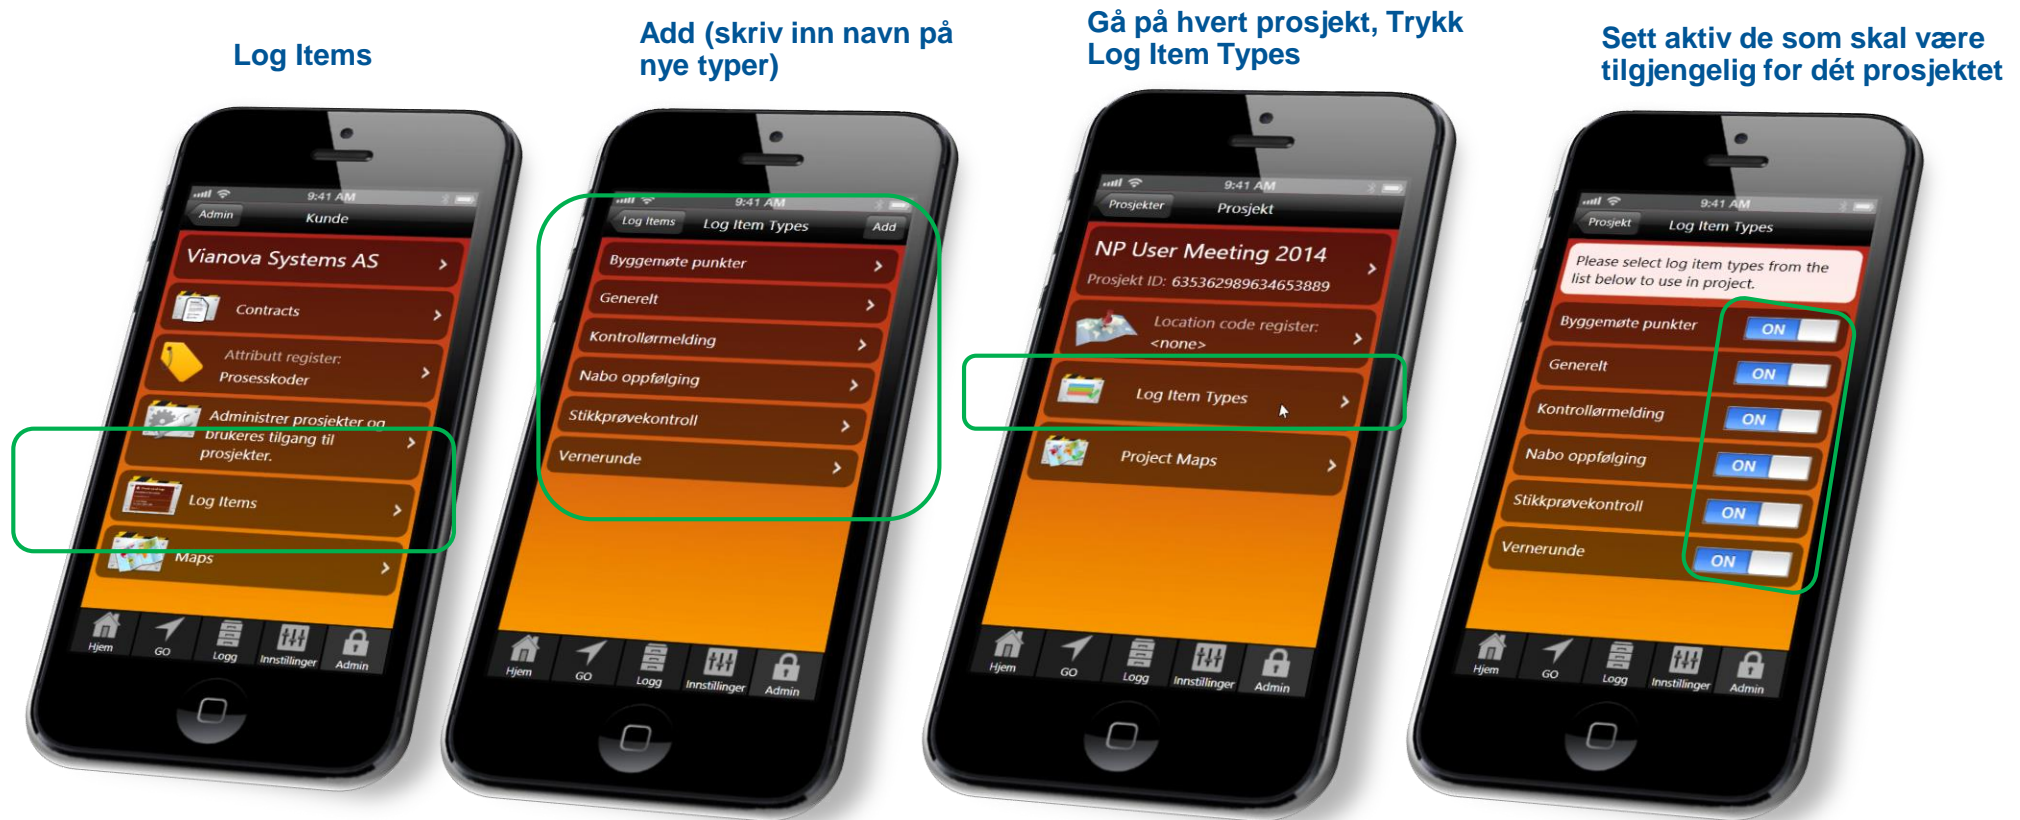 Log Items
Add (skriv inn navn på
nye typer)
Gå på hvert prosjekt, Trykk
Log Item Types
Sett aktiv de som skal være
tilgjengelig for dét prosjektet
9:41 AM
Admin
Kunde
Vianova Systems AS
Contracts
Attributt register:
Prosesskoder
Administrer prosjekter og
brukeres tilgang til
prosjekter.
Log Items
Maps
Hjem
GO
Logg
Innstillinger
Admin
9:41 AM
Log Items
Log Item Types
Add
Byggemøte punkter
Generelt
Kontrollørmelding
Nabo oppfølging
Stikkprøvekontroll
Vernerunde
Hjem
GO
Logg
Innstillinger
Admin
9:41 AM
Prosjekter
Prosjekt
NP User Meeting 2014
Prosjekt ID: 635362989634653889
Location code register:
<none>
Log Item Types
Project Maps
Hjem
GO
Logg
Innstillinger
Admin
9:41 AM
Prosjekt
Log Item Types
Please select log item types from the
list below to use in project.
Byggemøte punkter
ON
Generelt
ON
Kontrollørmelding
ON
Nabo oppfølging
ON
Stikkprøvekontroll
ON
Vernerunde
ON
Hjem
GO
Logg
Innstillinger
Admin